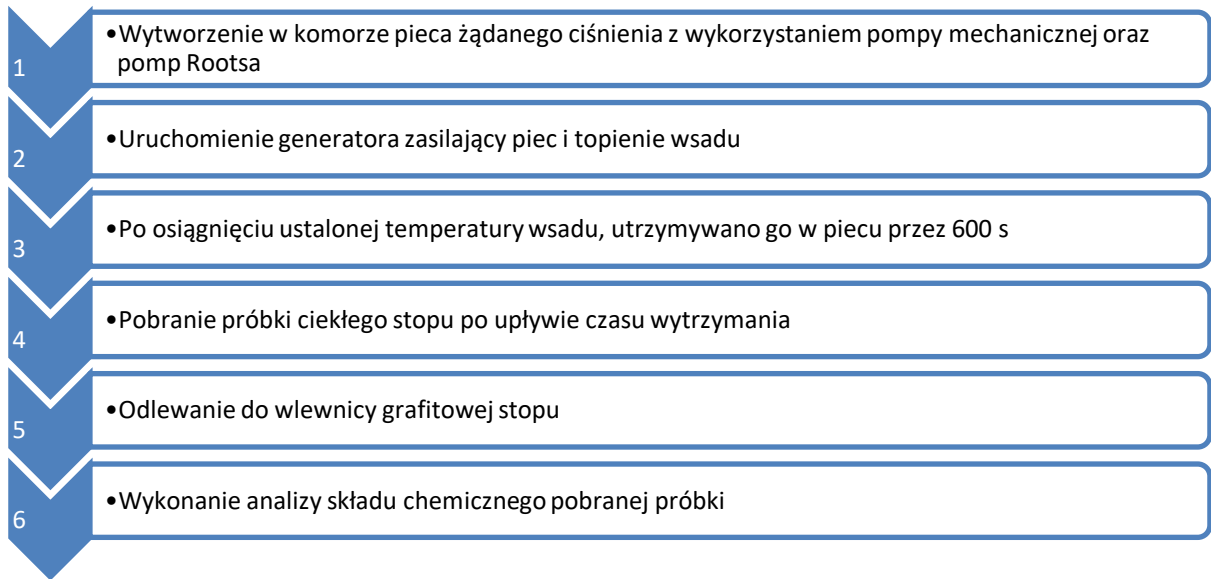 1
•Wytworzenie w komorze pieca żądanego ciśnienia z wykorzystaniem pompy mechanicznej oraz
pomp Rootsa
2
•Uruchomienie generatora zasilający piec i topienie wsadu
3
•Po osiągnięciu ustalonej temperatury wsadu, utrzymywano go w piecu przez 600 s
4
•Pobranie próbki ciekłego stopu po upływie czasu wytrzymania
5
•Odlewanie do wlewnicy grafitowej stopu
6
•Wykonanie analizy składu chemicznego pobranej próbki